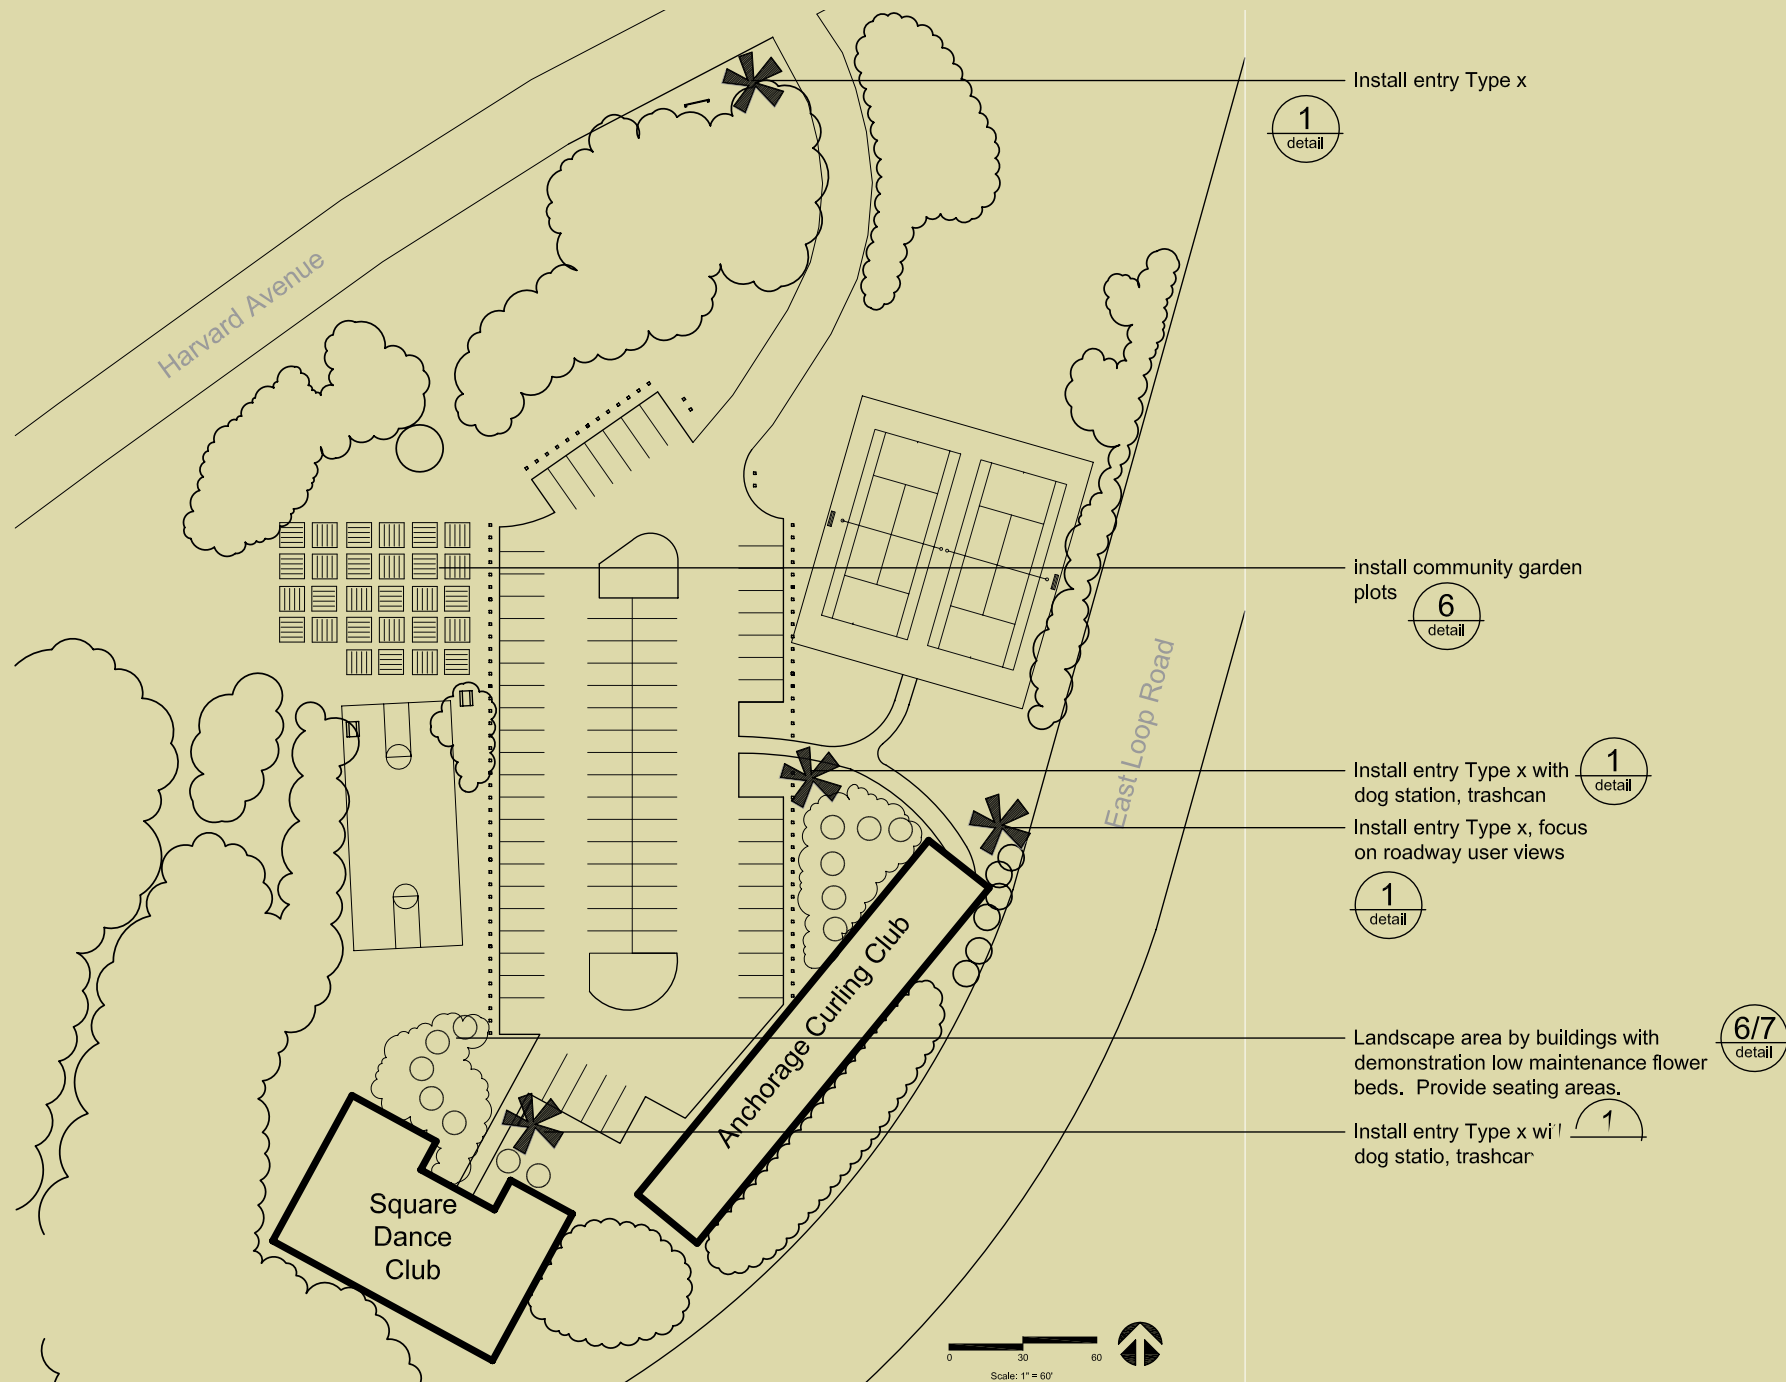 Install entry Type x
1
detail
Harvard Avenue
install community garden
plots
6
detail
East Loop Road
Install entry Type x with
dog station, trashcan
1
detail
Install entry Type x, focus
on roadway user views
1
detail
Anchorage Curling Club
Landscape area by buildings with
demonstration low maintenance flower
beds. Provide seating areas.
6/7
detail
Install entry Type x
dog statio,
1
Square
Dance
Club
0 30 60
Scale: 1" = 60'